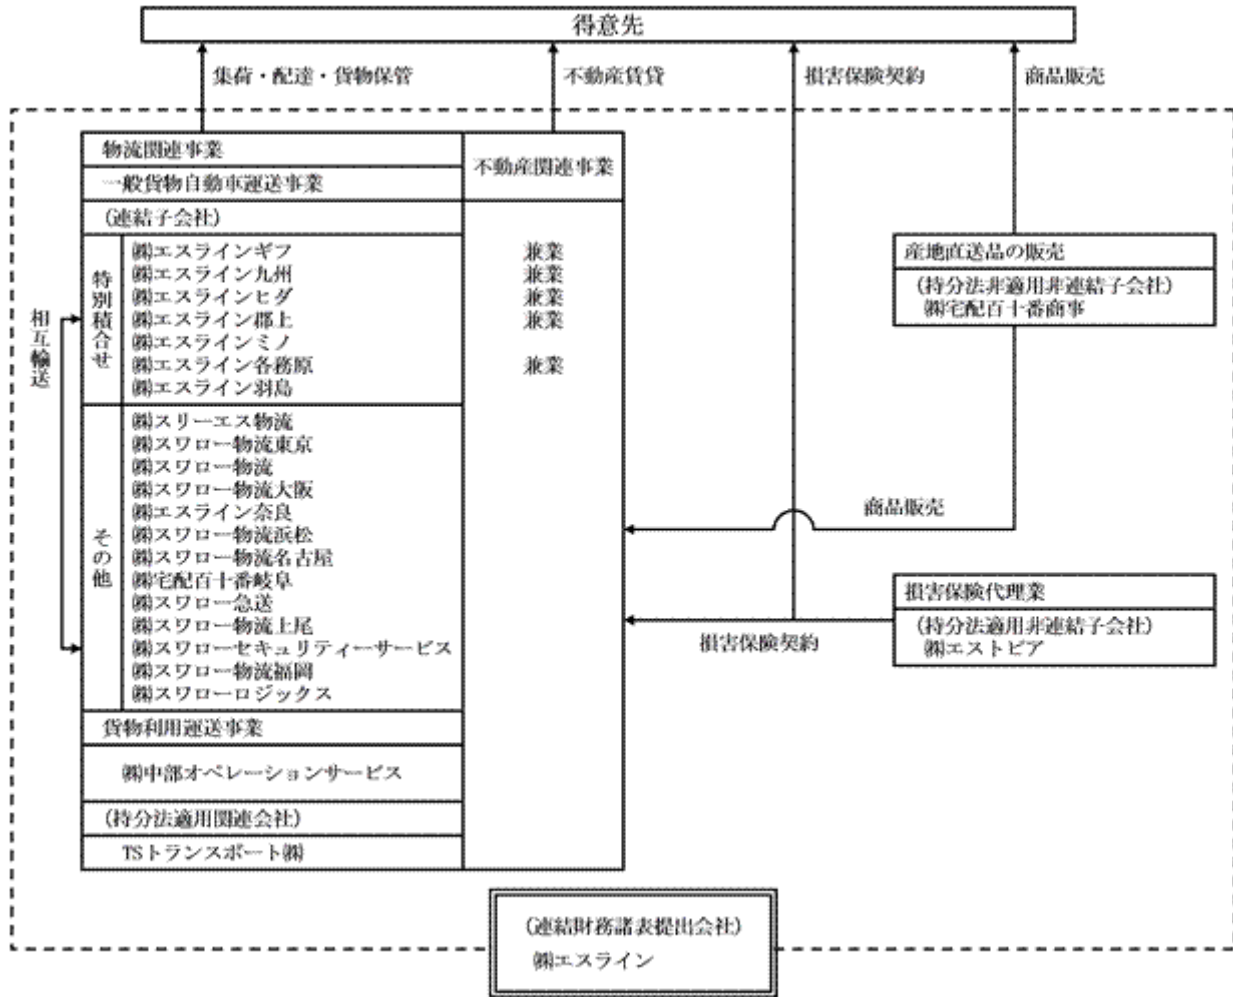 得意先
集荷・配達・貨物保管
不動産賃貸
損害保険契約
商品販売
物流関連事業
不動産関連事業
一般貨物自動車運送事業
(連結子会社)
特別積合せ
㈱エスラインギフ 兼業
㈱エスライン九州 兼業
㈱エスラインヒダ 兼業
㈱エスライン郡上 兼業
㈱エスラインミノ
㈱エスライン各務原 兼業
㈱エスライン羽島
相互輸送
その他
㈱スリーエス物流
㈱スワロー物流東京
㈱スワロー物流
㈱スワロー物流大阪
㈱エスライン奈良
㈱スワロー物流浜松
㈱スワロー物流名古屋
㈱宅配百十番岐阜
㈱スワロー急送
㈱スワロー物流上尾
㈱スワローセキュリティーサービス
㈱スワロー物流福岡
㈱スワローロジックス
貨物利用運送事業
㈱中部オペレーションサービス
(持分法適用関連会社)
TSトランスポート㈱
産地直送品の販売
(持分法非適用非連結子会社)
㈱宅配百十番商事
商品販売
損害保険代理業
(持分法適用非連結子会社)
㈱エストピア
損害保険契約
(連結財務諸表提出会社)
㈱エスライン